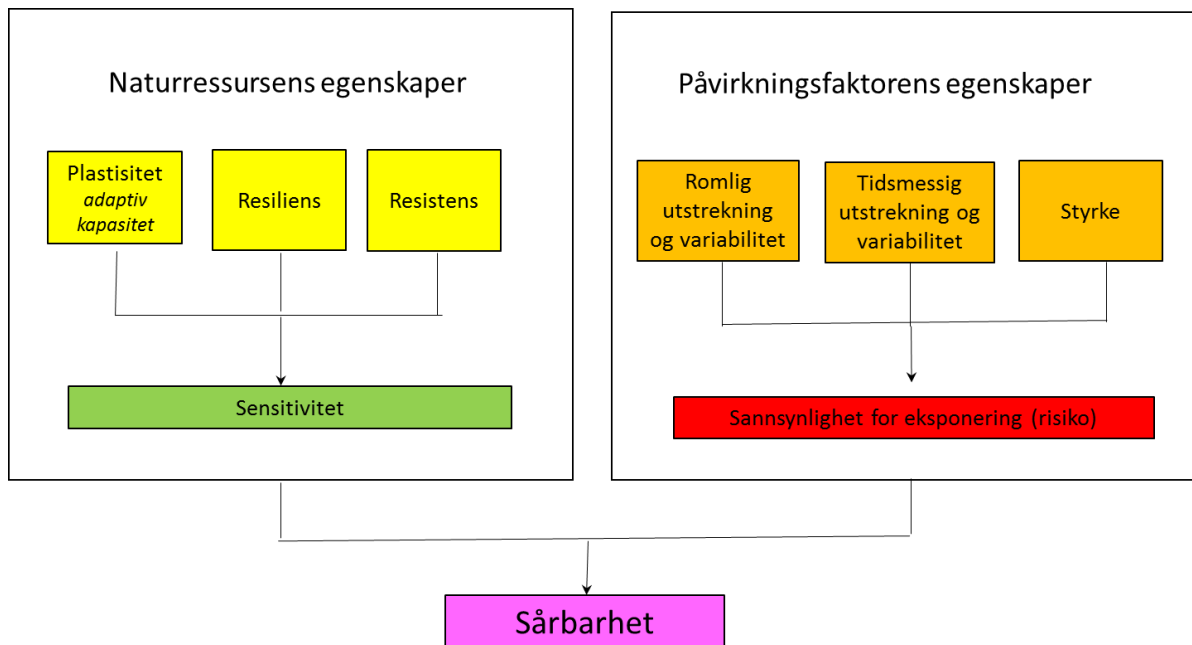 Naturressursens egenskaper
Plastisitet
adaptiv
kapasitet
Resiliens
Resistens
Sensitivitet
Påvirkningsfaktorens egenskaper
Romlig
utstrekning
og variabilitet
Tidsmessig
utstrekning og
variabilitet
Styrke
Sannsynlighet for eksponering (risiko)
Sårbarhet